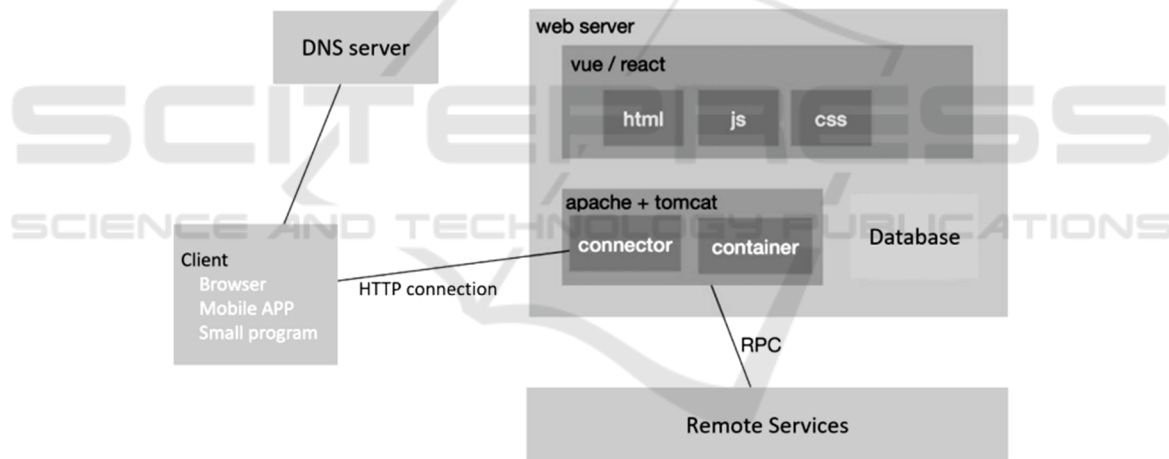 DNS server
web server
vue / react
html js css
SCITEPRESS
SCIENCE AND TECHNOLOGY PUBLICATIONS
apache + tomcat
connector container
Database
Client
Browser
Mobile APP
Small program
HTTP connection
RPC
Remote Services